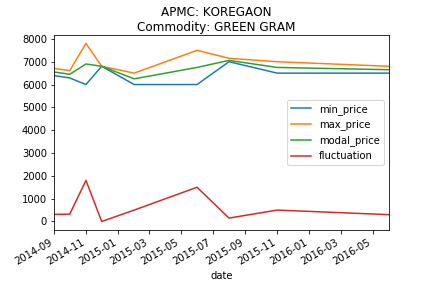 APMC: KOREGAON
Commodity: GREEN GRAM
8000
7000
6000
5000
4000
3000
2000
1000
0
min_price
max_price
modal_price
fluctuation
2014-09
2014-11
2015-01
2015-03
2015-05
2015-07
2015-09
2015-11
2016-01
2016-03
2016-05
date